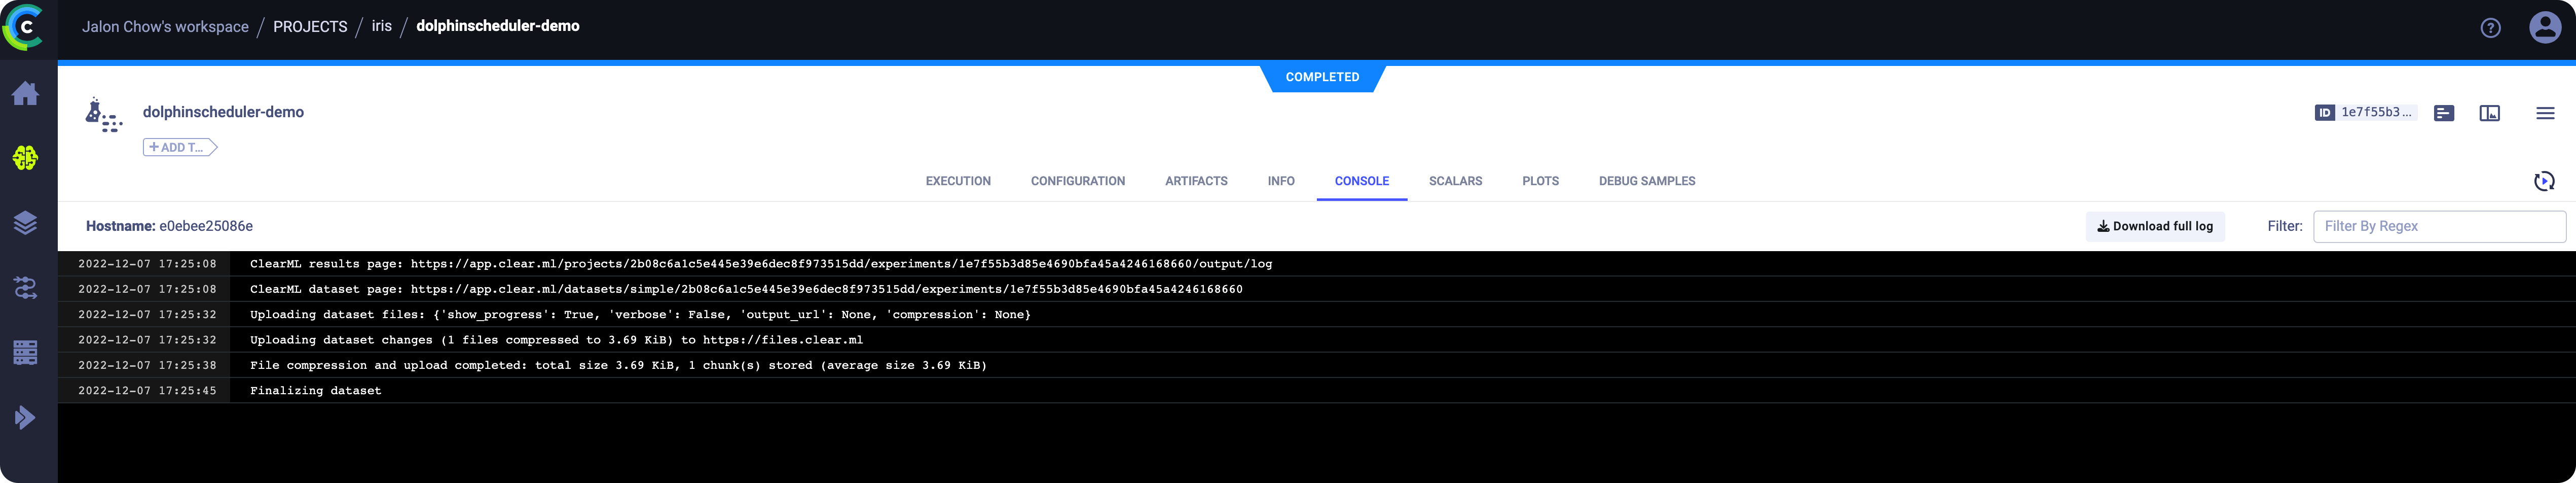 Jalon Chow's workspace / PROJECTS / iris / dolphinscheduler-demo
COMPLETED
dolphinscheduler-demo
ID 1e7f55b3...
+ ADD T...
EXECUTION CONFIGURATION ARTIFACTS INFO CONSOLE SCALARS PLOTS DEBUG SAMPLES
Hostname: e0ebee25086e
Download full log
Filter: Filter By Regex
2022-12-07 17:25:08 ClearML results page: https://app.clear.ml/projects/2b08c6a1c5e445e39e6dec8f973515dd/experiments/1e7f55b3d85e4690bfa45a4246168660/output/log
2022-12-07 17:25:08 ClearML dataset page: https://app.clear.ml/datasets/simple/2b08c6a1c5e445e39e6dec8f973515dd/experiments/1e7f55b3d85e4690bfa45a4246168660
2022-12-07 17:25:32 Uploading dataset files: {'show_progress': True, 'verbose': False, 'output_url': None, 'compression': None}
2022-12-07 17:25:32 Uploading dataset changes (1 files compressed to 3.69 KiB) to https://files.clear.ml
2022-12-07 17:25:38 File compression and upload completed: total size 3.69 KiB, 1 chunk(s) stored (average size 3.69 KiB)
2022-12-07 17:25:45 Finalizing dataset